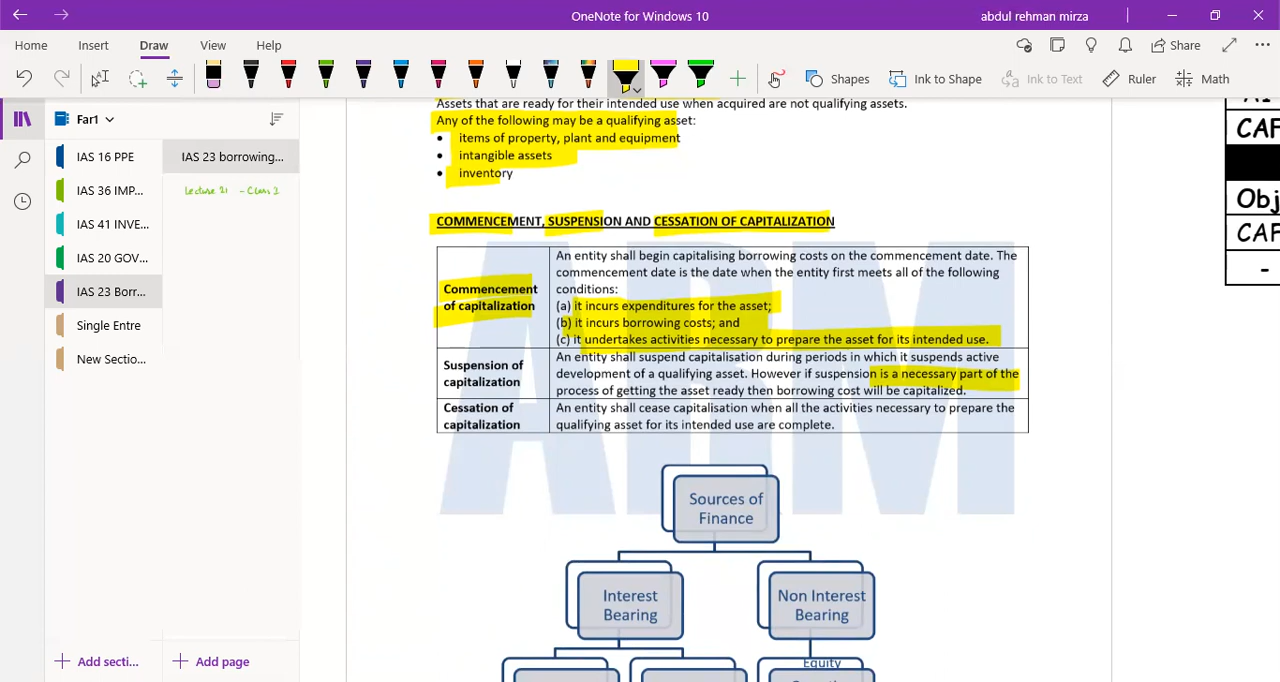 OneNote for Windows 10
abdul rehman mirza
Home
Insert
Draw
View
Help
Share
Shapes
Ink to Shape
Ink to Text
Ruler
Math
Far1
IAS 16 PPE
IAS 36 IMP...
IAS 41 INVE...
IAS 20 GOV...
IAS 23 Borr...
Single Entre
New Sectio...
Add secti...
IAS 23 borrowing...
Lecture 21 - Class 2
Add page
Assets that are ready for their intended use when acquired are not qualifying assets.
Any of the following may be a qualifying asset:
• items of property, plant and equipment
• intangible assets
• inventory
COMMENCEMENT, SUSPENSION AND CESSATION OF CAPITALIZATION
Commencement
of capitalization
An entity shall begin capitalising borrowing costs on the commencement date. The
commencement date is the date when the entity first meets all of the following
conditions:
(a) it incurs expenditures for the asset;
(b) it incurs borrowing costs; and
(c) it undertakes activities necessary to prepare the asset for its intended use.
Suspension of
capitalization
An entity shall suspend capitalisation during periods in which it suspends active
development of a qualifying asset. However if suspension is a necessary part of the
process of getting the asset ready then borrowing cost will be capitalized.
Cessation of
capitalization
An entity shall cease capitalisation when all the activities necessary to prepare the
qualifying asset for its intended use are complete.
ARM
Sources of
Finance
Interest
Bearing
Non Interest
Bearing
Equity
CAF
Obj
CAF
-